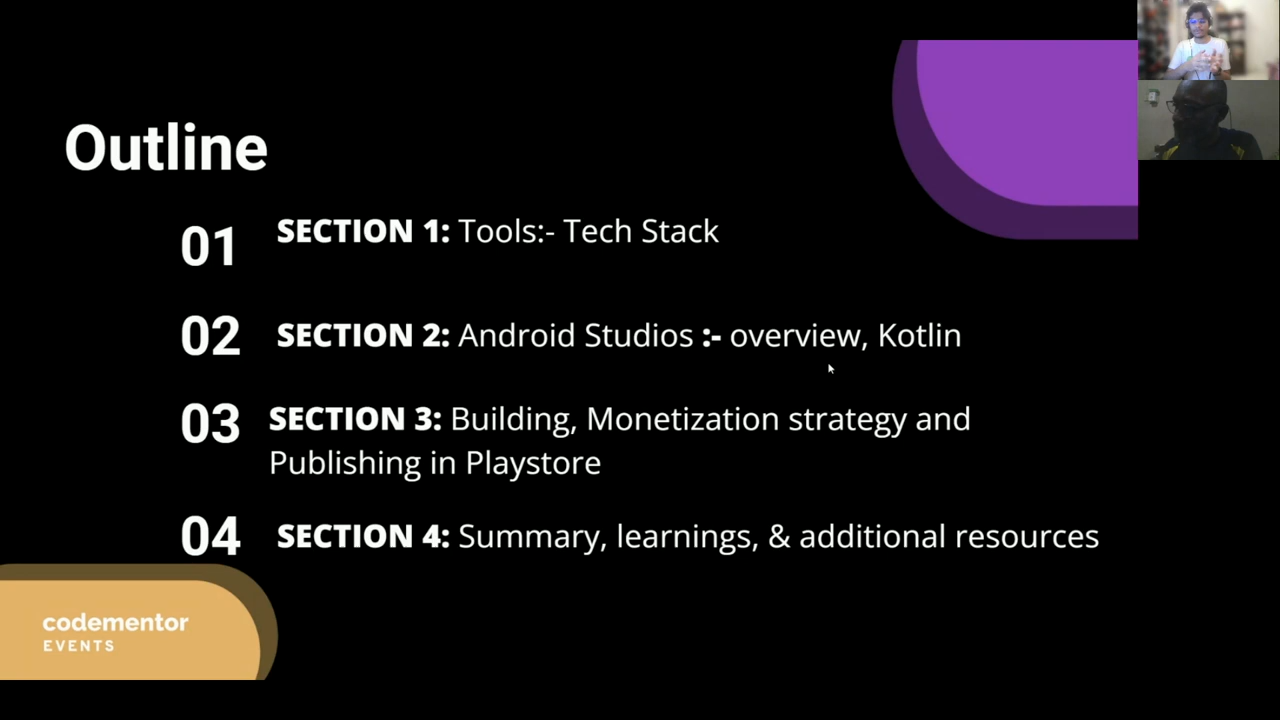 Outline
01 SECTION 1: Tools:- Tech Stack
02 SECTION 2: Android Studios :- overview, Kotlin
03 SECTION 3: Building, Monetization strategy and
Publishing in Playstore
04 SECTION 4: Summary, learnings, & additional resources
codementor
EVENTS